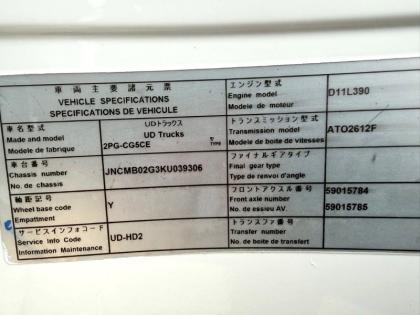 車両主要諸元票
VEHICLE SPECIFICATIONS
SPECIFICATIONS DE VEHICULE
車名型式
Made and model
Modele de fabrique
UDトラックス
UD Trucks
2PG-CG5CE
型式
TYPE
車台番号
Chassis number
No. de chassis
JNCMB02G3KU039306
軸距記号
Wheel base code
Empattment
Y
サービスインフォコード
Service Info Code
Information Maintenance
UD-HD2
エンジン型式
Engine model
Modele de moteur
D11L390
トランスミッション型式
Transmission model
Modele de boite de vitesses
ATO2612F
ファイナルギアタイプ
Final gear type
Type de renvoi d'angle
フロントアクスル番号
Front axle number
No. de essieu AV.
59015784
59015785
トランスファ番号
Transfer number
No. de boite de transfert